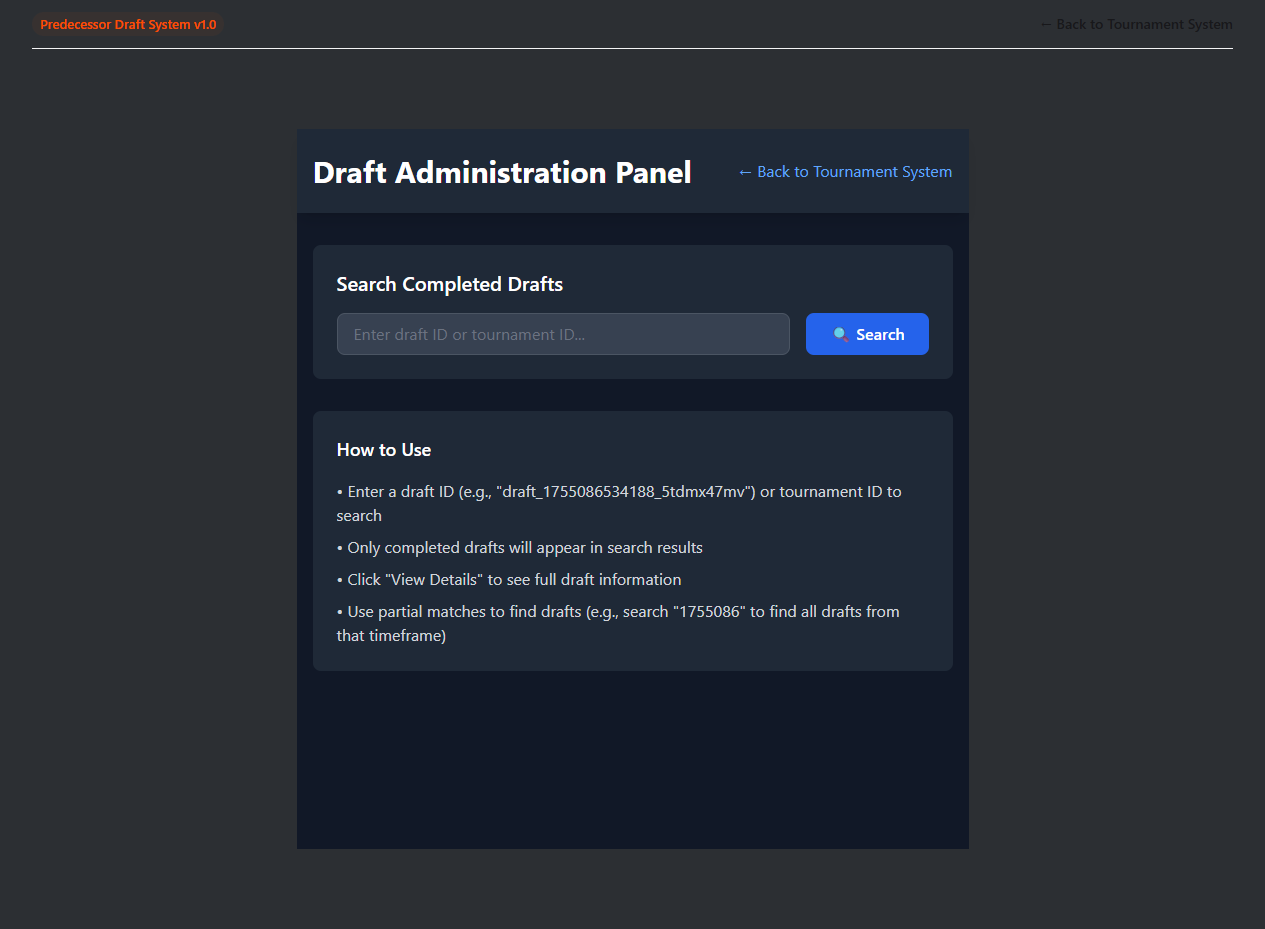 Predecessor Draft System v1.0
← Back to Tournament System
Draft Administration Panel
← Back to Tournament System
Search Completed Drafts
Enter draft ID or tournament ID...
🔍 Search
How to Use
• Enter a draft ID (e.g., "draft_1755086534188_5tdmx47mv") or tournament ID to
search
• Only completed drafts will appear in search results
• Click "View Details" to see full draft information
• Use partial matches to find drafts (e.g., search "1755086" to find all drafts from
that timeframe)